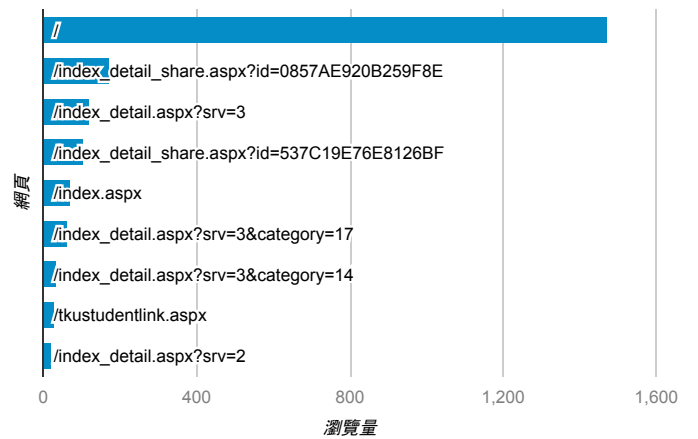 /
/index_detail_share.aspx?id=0857AE920B259F8E
/index_detail.aspx?srv=3
/index_detail_share.aspx?id=537C19E76E8126BF
/index.aspx
/index_detail.aspx?srv=3&category=17
/index_detail.aspx?srv=3&category=14
/tkustudentlink.aspx
/index_detail.aspx?srv=2
網頁
0 400 800 1,200 1,600
瀏覽量